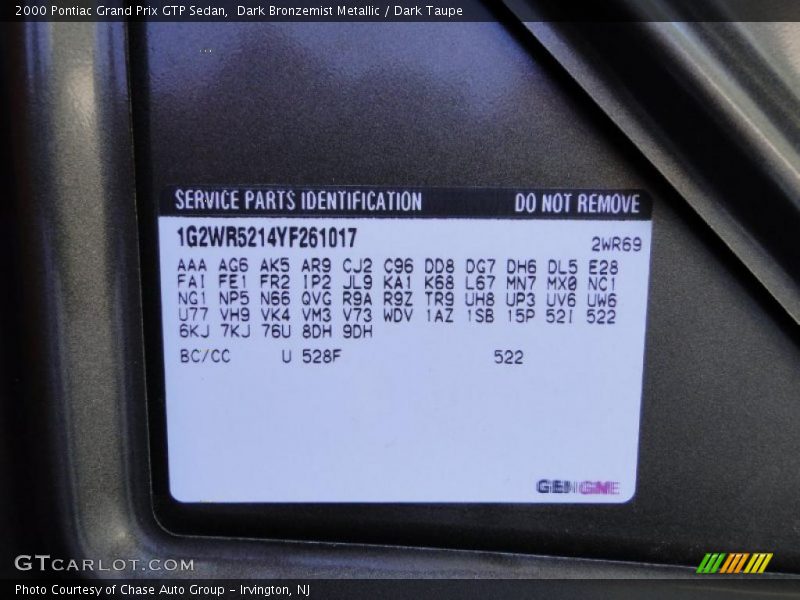 2000 Pontiac Grand Prix GTP Sedan, Dark Bronzemist Metallic / Dark Taupe
SERVICE PARTS IDENTIFICATION DO NOT REMOVE
1G2WR5214YF261017 2WR69
AAA AG6 AK5 AR9 CJ2 C96 DD8 DG7 DH6 DL5 E28
FAI FE1 FR2 IP2 JL9 KA1 K68 L67 MN7 MX0 NC1
NG1 NP5 N66 QVG R9A R9Z TR9 UH8 UP3 UV6 UW6
U77 VH9 VK4 VM3 V73 WDV 1AZ 1SB 15P 52I 522
6KJ 7KJ 76U 8DH 9DH
BC/CC U 528F 522
GTCARLOT.COM
Photo Courtesy of Chase Auto Group - Irvington, NJ